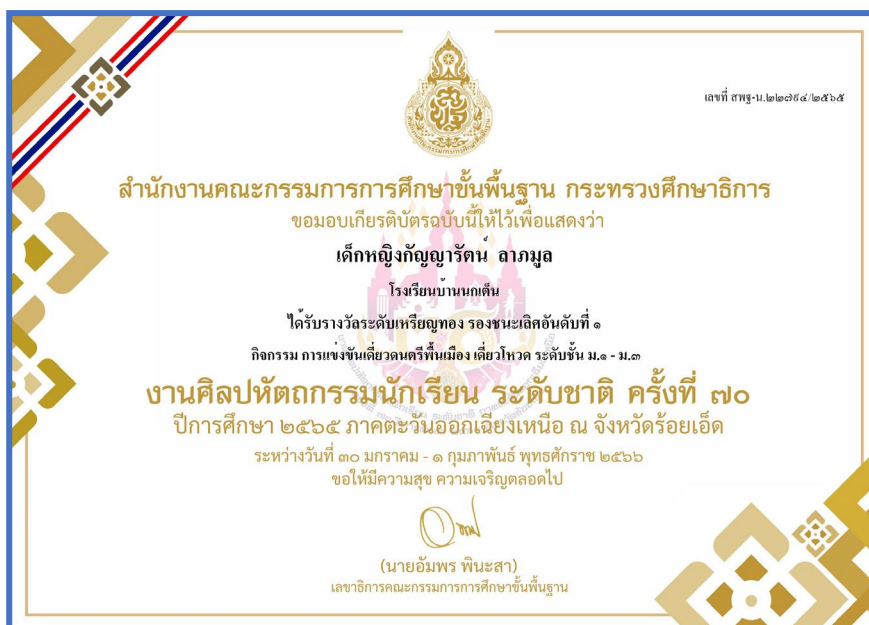 เลขที่ สพฐ-น.๒๒๗๙๔/๒๕๖๕
สำนักงานคณะกรรมการการศึกษาขั้นพื้นฐาน กระทรวงศึกษาธิการ
ขอมอบเกียรติบัตรฉบับนี้ให้ไว้เพื่อแสดงว่า
เด็กหญิงกัญญารัตน์ ลาภมูล
โรงเรียนบ้านนกเต็น
ได้รับรางวัลระดับเหรียญทอง รองชนะเลิศอันดับที่ ๑
กิจกรรม การแข่งขันเดี่ยวดนตรีพื้นเมือง เดี่ยวโหวด ระดับชั้น ม.๑ - ม.๓
งานศิลปหัตถกรรมนักเรียน ระดับชาติ ครั้งที่ ๗๐
ปีการศึกษา ๒๕๖๕ ภาคตะวันออกเฉียงเหนือ ณ จังหวัดร้อยเอ็ด
ระหว่างวันที่ ๓๐ มกราคม - ๑ กุมภาพันธ์ พุทธศักราช ๒๕๖๖
ขอให้มีความสุข ความเจริญตลอดไป
(นายอัมพร พินะสา)
เลขาธิการคณะกรรมการการศึกษาขั้นพื้นฐาน